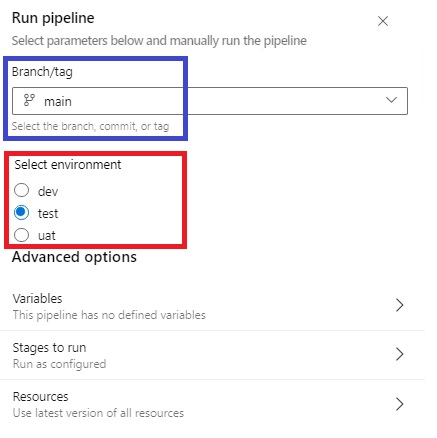 Run pipeline
Select parameters below and manually run the pipeline
Branch/tag
main
Select the branch, commit, or tag
Select environment
dev
test
uat
Advanced options
Variables
This pipeline has no defined variables
Stages to run
Run as configured
Resources
Use latest version of all resources